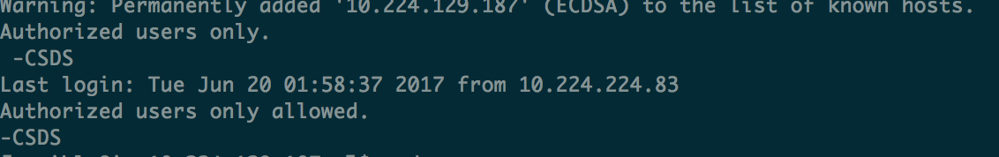 Warning: Permanently added '10.224.129.187' (ECDSA) to the list of known hosts.
Authorized users only.
 -CSDS
Last login: Tue Jun 20 01:58:37 2017 from 10.224.224.83
Authorized users only allowed.
-CSDS